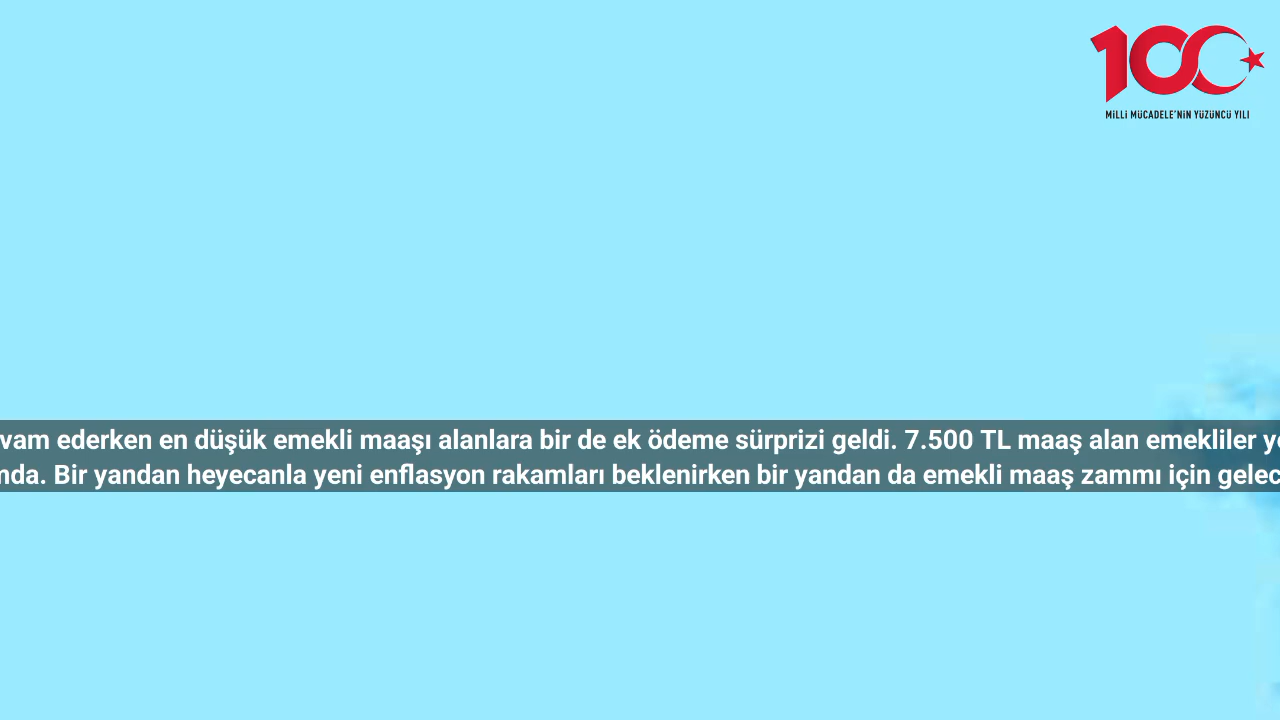 100
MİLLİ MÜCADELE'NİN YÜZÜNCÜ YILI
vam ederken en düşük emekli maaşı alanlara bir de ek ödeme sürprizi geldi. 7.500 TL maaş alan emekliler
mda. Bir yandan heyecanla yeni enflasyon rakamları beklenirken bir yandan da emekli maaş zammı için gelec